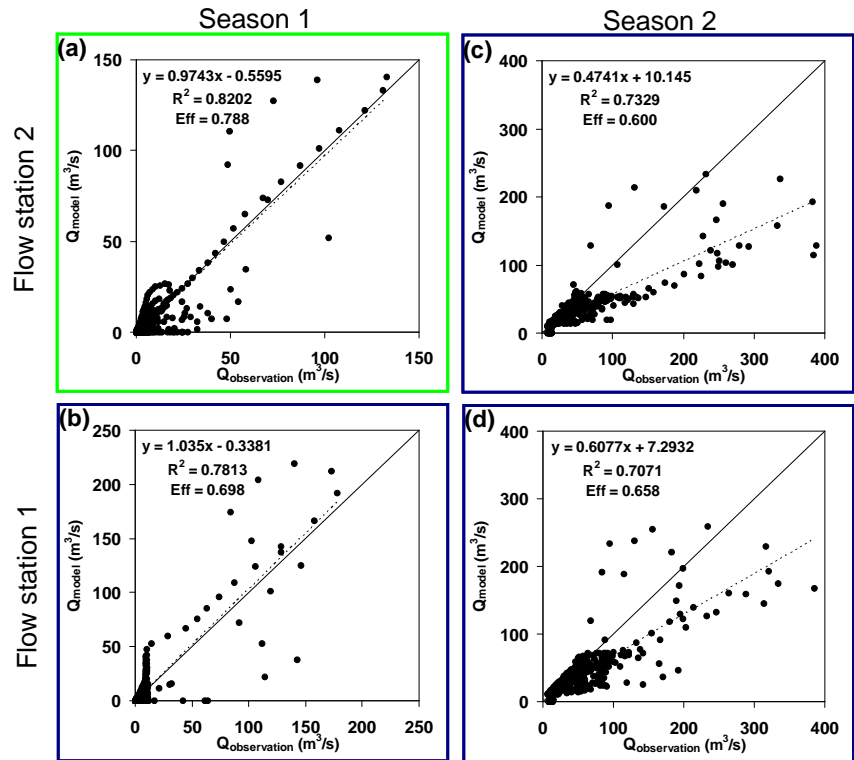 Season 1
Season 2
Flow station 2
Flow station 1
(a)
y = 0.9743x - 0.5595
R² = 0.8202
Eff = 0.788
150
100
50
0
0 50 100 150
Qmodel (m³/s)
Qobservation (m³/s)
(c)
y = 0.4741x + 10.145
R² = 0.7329
Eff = 0.600
400
300
200
100
0
0 100 200 300 400
Qmodel (m³/s)
Qobservation (m³/s)
(b)
y = 1.035x - 0.3381
R² = 0.7813
Eff = 0.698
250
200
150
100
50
0
0 50 100 150 200 250
Qmodel (m³/s)
Qobservation (m³/s)
(d)
y = 0.6077x + 7.2932
R² = 0.7071
Eff = 0.658
400
300
200
100
0
0 100 200 300 400
Qmodel (m³/s)
Qobservation (m³/s)